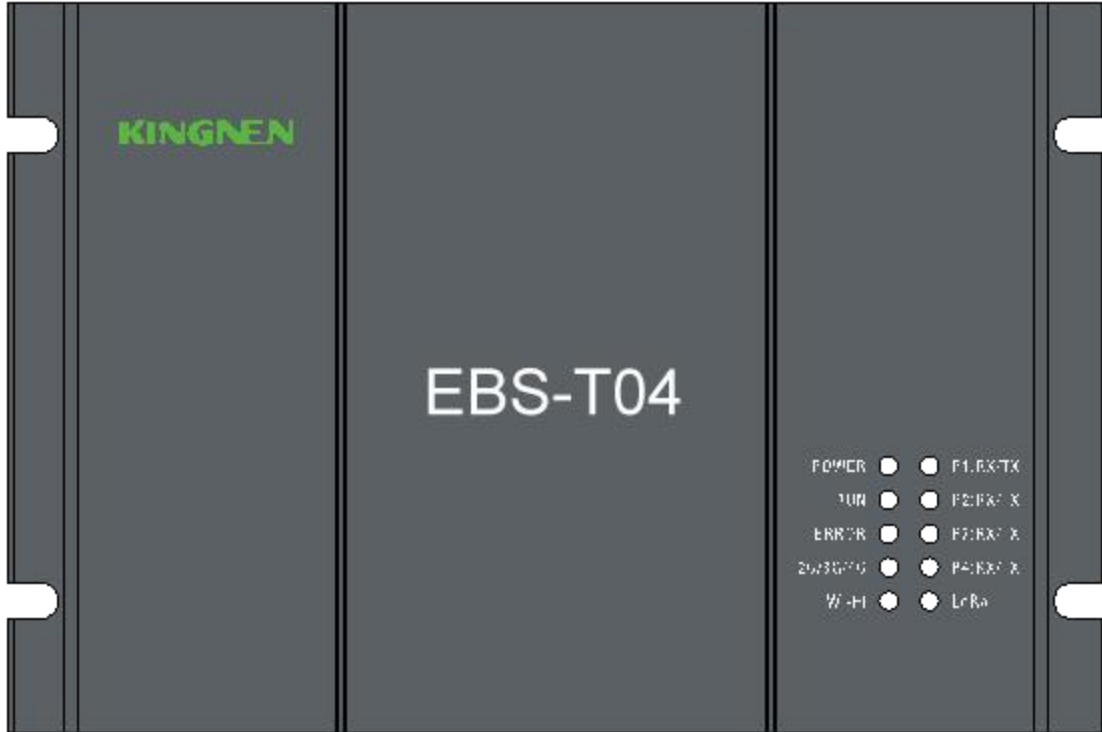 KINGNEN
EBS-T04
POWER P1:RX/TX
RUN P2:RX/TX
ERROR P3:RX/TX
2G/3G/4G P4:RX/TX
Wi-Fi LoRa